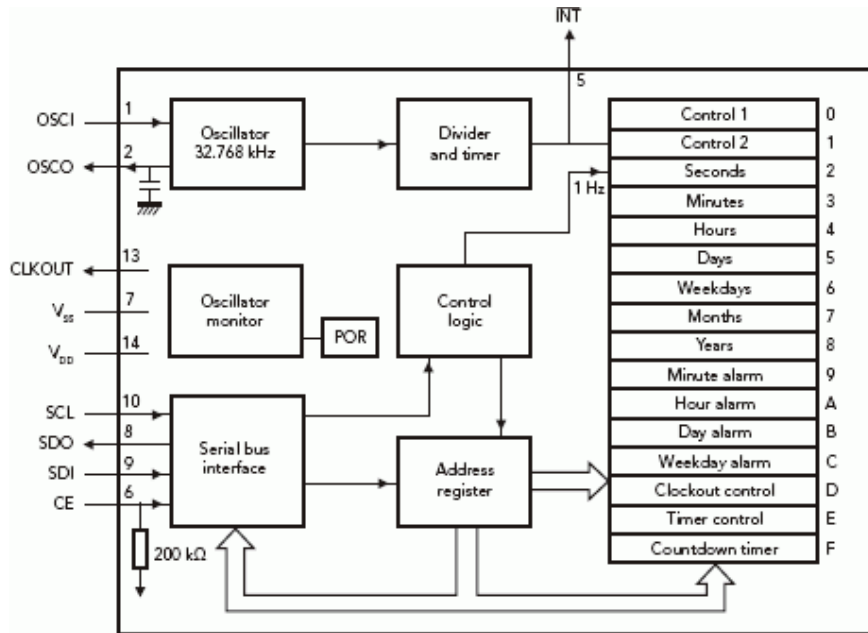 INT
5
OSCI
1
Oscillator
32.768 kHz
Divider
and timer
OSCO
2
Control 1 0
Control 2 1
Seconds 2
1 Hz
Minutes 3
Hours 4
Days 5
Weekdays 6
Months 7
Years 8
Minute alarm 9
Hour alarm A
Day alarm B
Weekday alarm C
Clockout control D
Timer control E
Countdown timer F
CLKOUT
13
VSS
7
VDD
14
Oscillator
monitor
POR
Control
logic
SCL
10
SDO
8
SDI
9
CE
6
Serial bus
interface
Address
register
200 kΩ